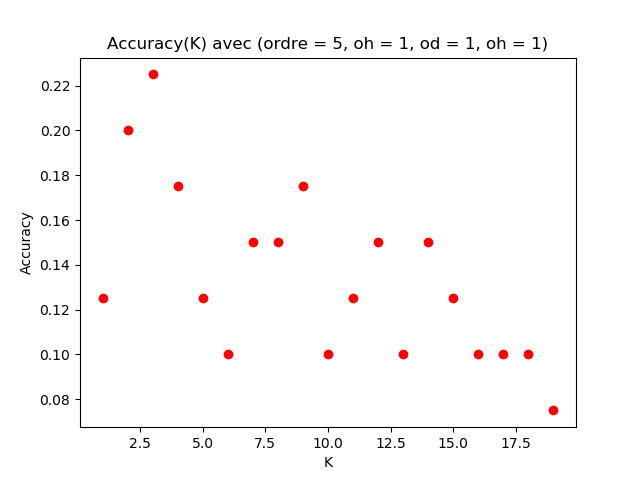 Accuracy(K) avec (ordre = 5, oh = 1, od = 1, oh = 1)
0.22
0.20
0.18
0.16
0.14
0.12
0.10
0.08
Accuracy
2.5 5.0 7.5 10.0 12.5 15.0 17.5
K